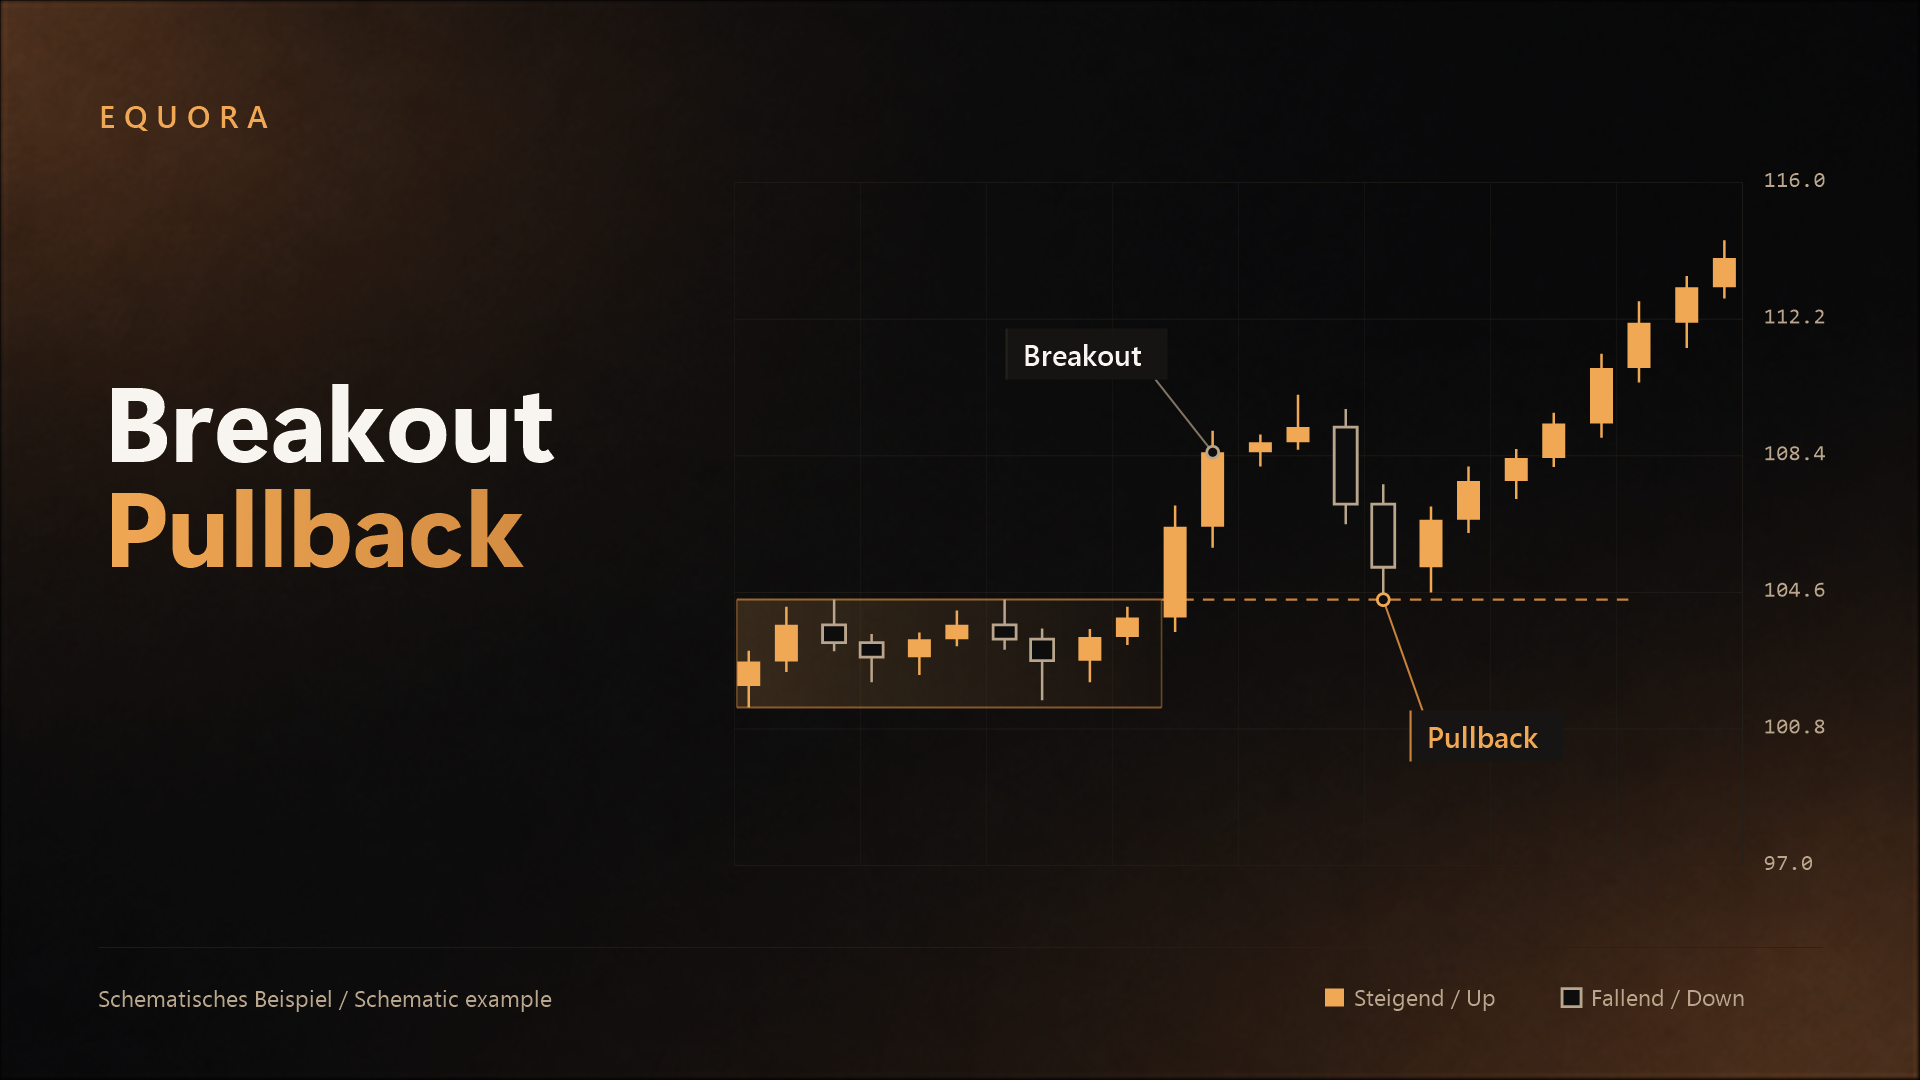 EQUORA
Breakout
Pullback
116.0
112.2
108.4
104.6
100.8
97.0
Breakout
Pullback
Schematisches Beispiel / Schematic example
Steigend / Up
Fallend / Down